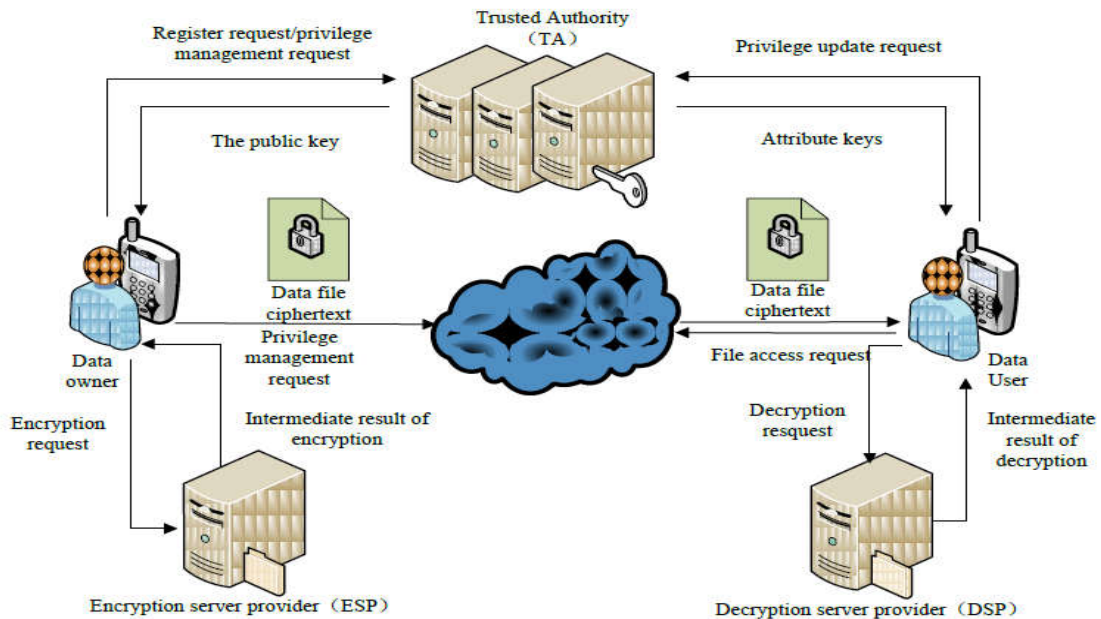 Trusted Authority
（TA）
Register request/privilege
management request
Privilege update request
The public key
Attribute keys
Data file
ciphertext
Privilege
management
request
Data file
ciphertext
File access request
Data
owner
Data
User
Encryption
request
Intermediate result of
encryption
Decryption
resquest
Intermediate
result of
decryption
Encryption server provider（ESP）
Decryption server provider（DSP）